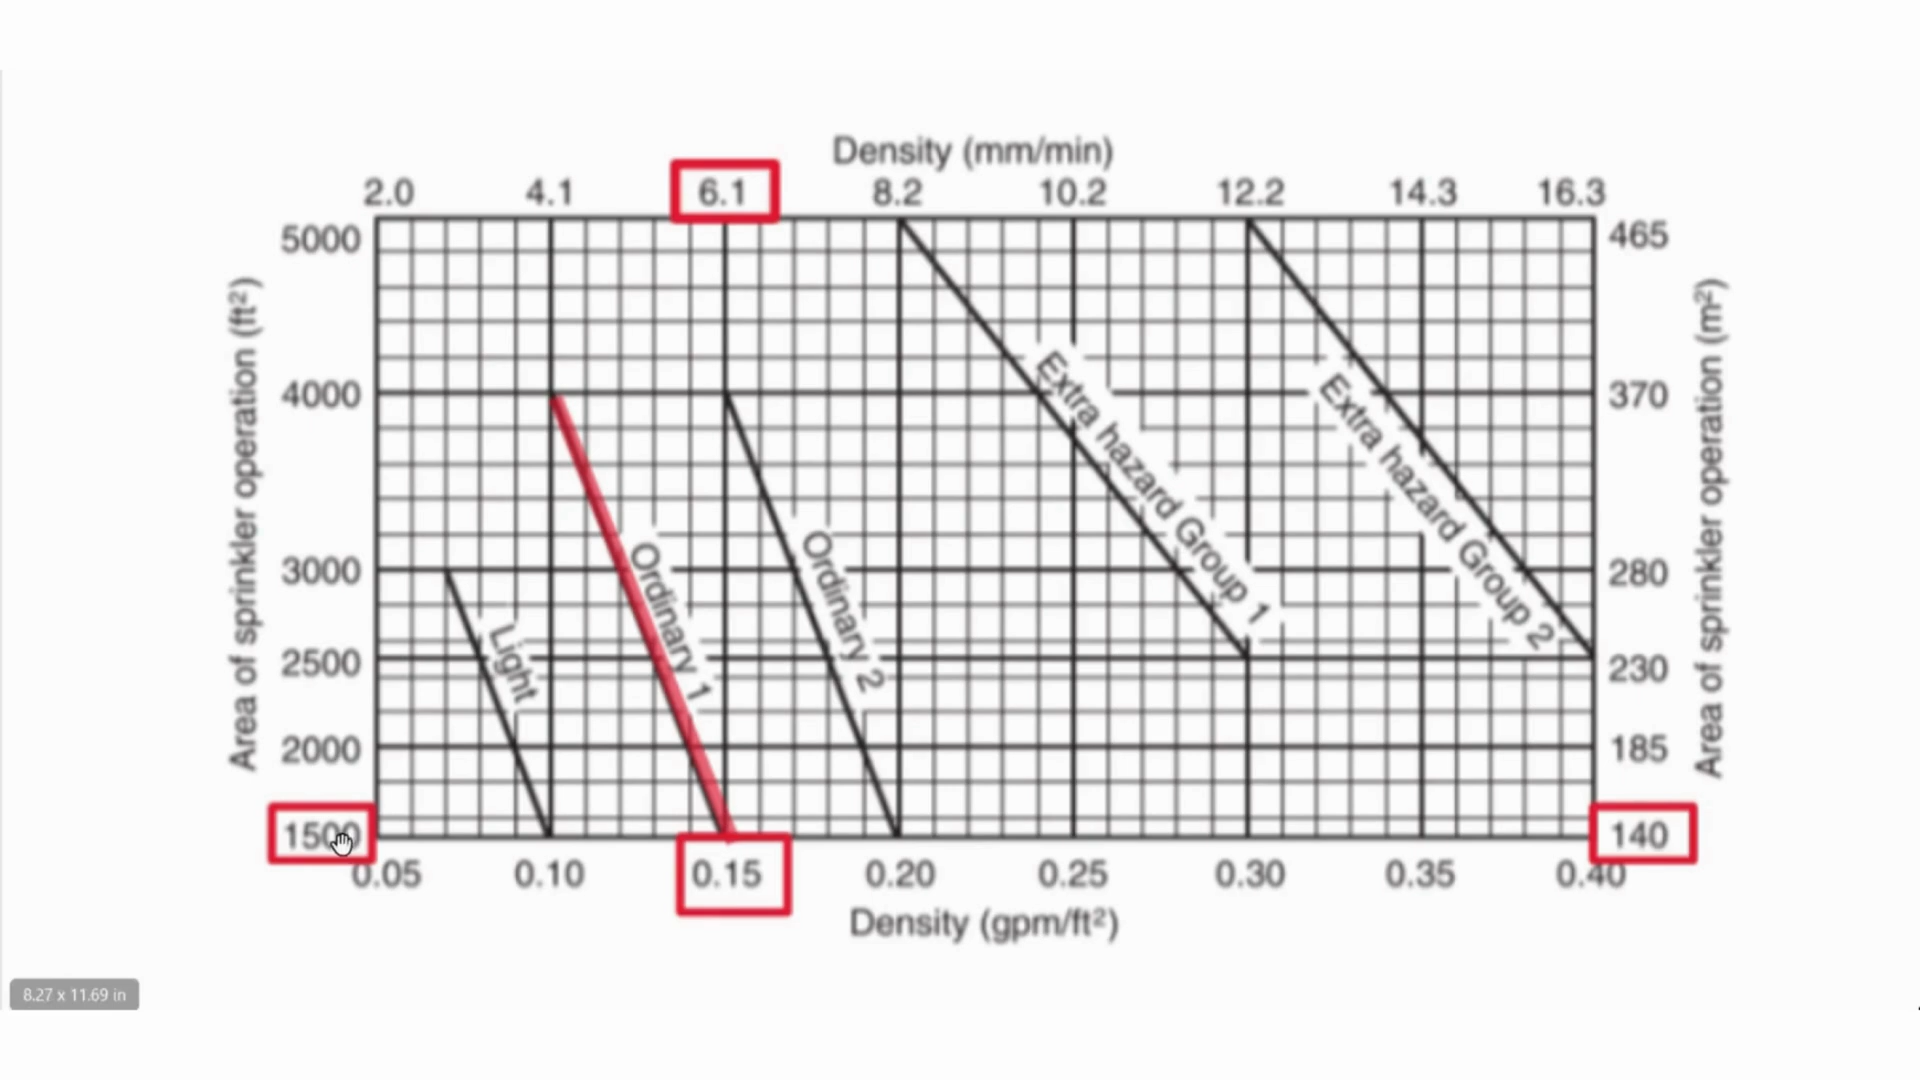 Density (mm/min)
2.0 4.1 6.1 8.2 10.2 12.2 14.3 16.3
5000 465
4000 370
3000 280
2500 230
2000 185
1500 140
Area of sprinkler operation (ft²)
Area of sprinkler operation (m²)
Light
Ordinary 1
Ordinary 2
Extra hazard Group 1
Extra hazard Group 2
0.05 0.10 0.15 0.20 0.25 0.30 0.35 0.40
Density (gpm/ft²)
8.27 x 11.69 in